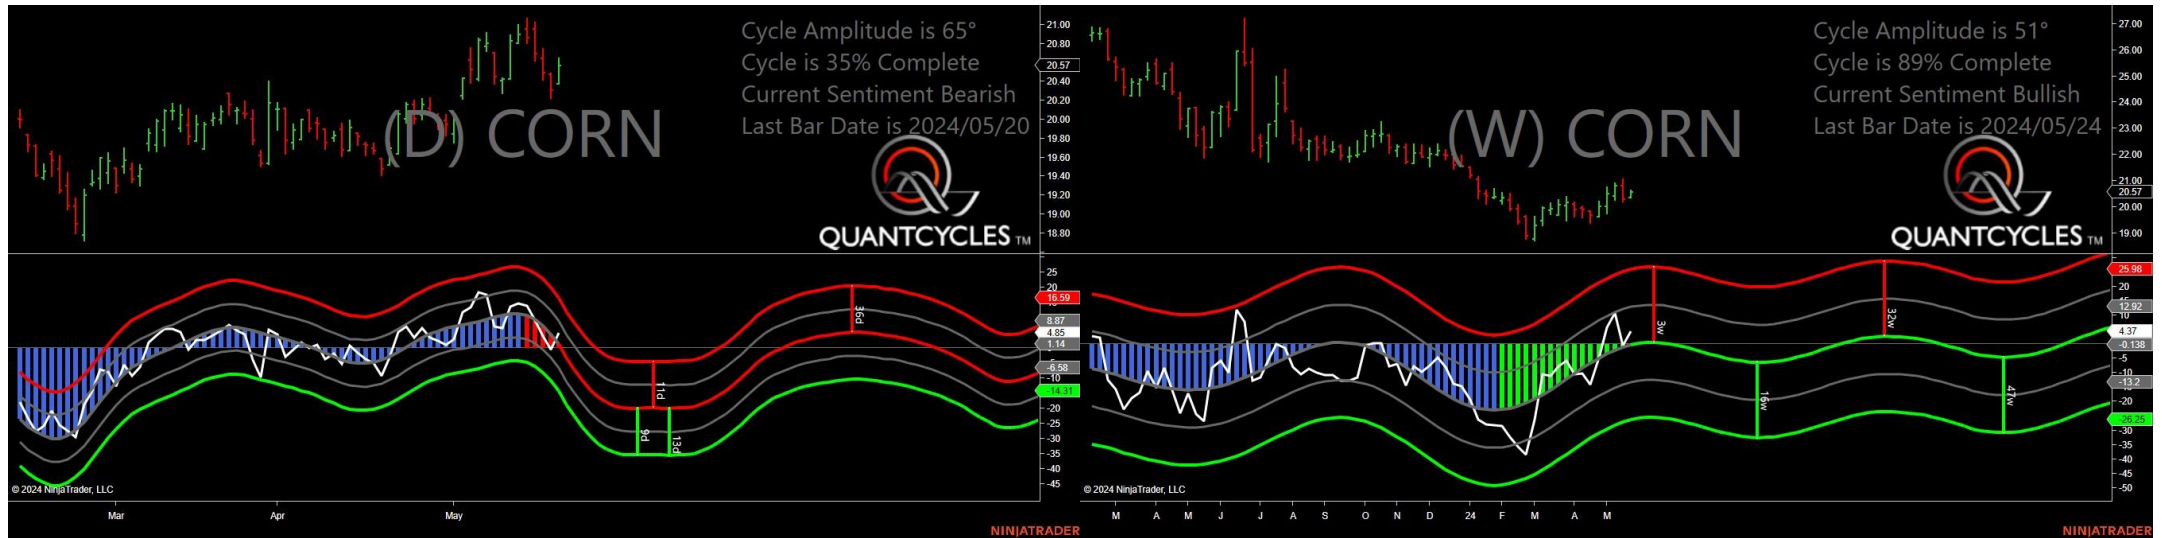 Cycle Amplitude is 65°
Cycle is 35% Complete
Current Sentiment Bearish
Last Bar Date is 2024/05/20
(D) CORN
QUANTCYCLES TM
21.00
20.80
20.57
20.40
20.20
20.00
19.80
19.60
19.40
19.20
19.00
18.80
25
20
16.59
8.87
4.85
1.14
-6.58
-10
-14.31
-20
-25
-30
-35
-40
-45
36d
11d
9d
13d
© 2024 NinjaTrader, LLC
Mar
Apr
May
NINJATRADER
Cycle Amplitude is 51°
Cycle is 89% Complete
Current Sentiment Bullish
Last Bar Date is 2024/05/24
(W) CORN
QUANTCYCLES TM
27.00
26.00
25.00
24.00
23.00
22.00
21.00
20.57
20.00
19.00
25.98
20
12.92
10
4.37
-0.138
-5
-10
-13.2
-20
-26.25
-30
-35
-40
-45
-50
3w
32w
16w
47w
© 2024 NinjaTrader, LLC
M A M J J A S O N D 24 F M A M
NINJATRADER